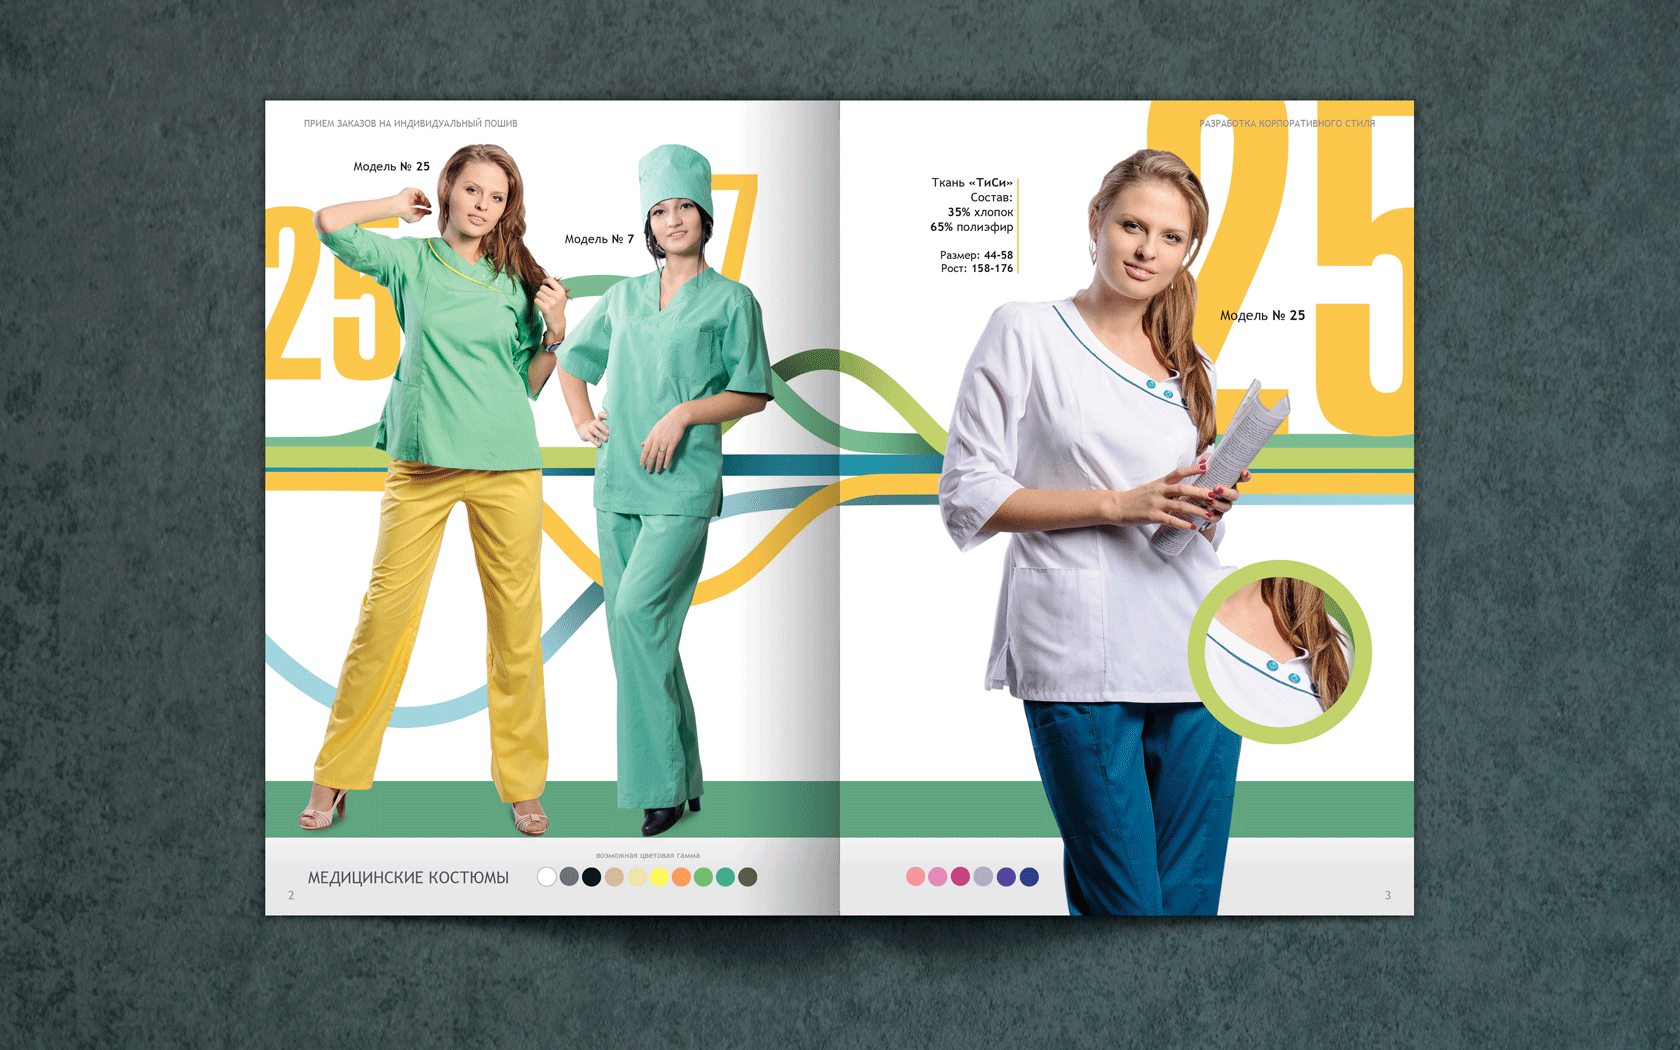 ПРИЕМ ЗАКАЗОВ НА ИНДИВИДУАЛЬНЫЙ ПОШИВ
Модель № 25
25
Модель № 7
7
возможная цветовая гамма
МЕДИЦИНСКИЕ КОСТЮМЫ
2
РАЗРАБОТКА КОРПОРАТИВНОГО СТИЛЯ
25
Ткань «ТиСи»
Состав:
35% хлопок
65% полиэфир
Размер: 44-58
Рост: 158-176
Модель № 25
3